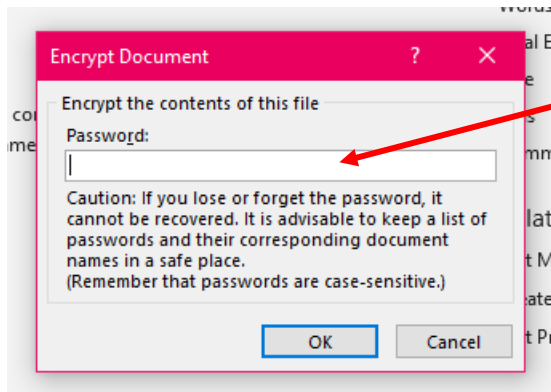 Encrypt Document
Encrypt the contents of this file
Password:
Caution: If you lose or forget the password, it
cannot be recovered. It is advisable to keep a list of
passwords and their corresponding document
names in a safe place.
(Remember that passwords are case-sensitive.)
OK
Cancel